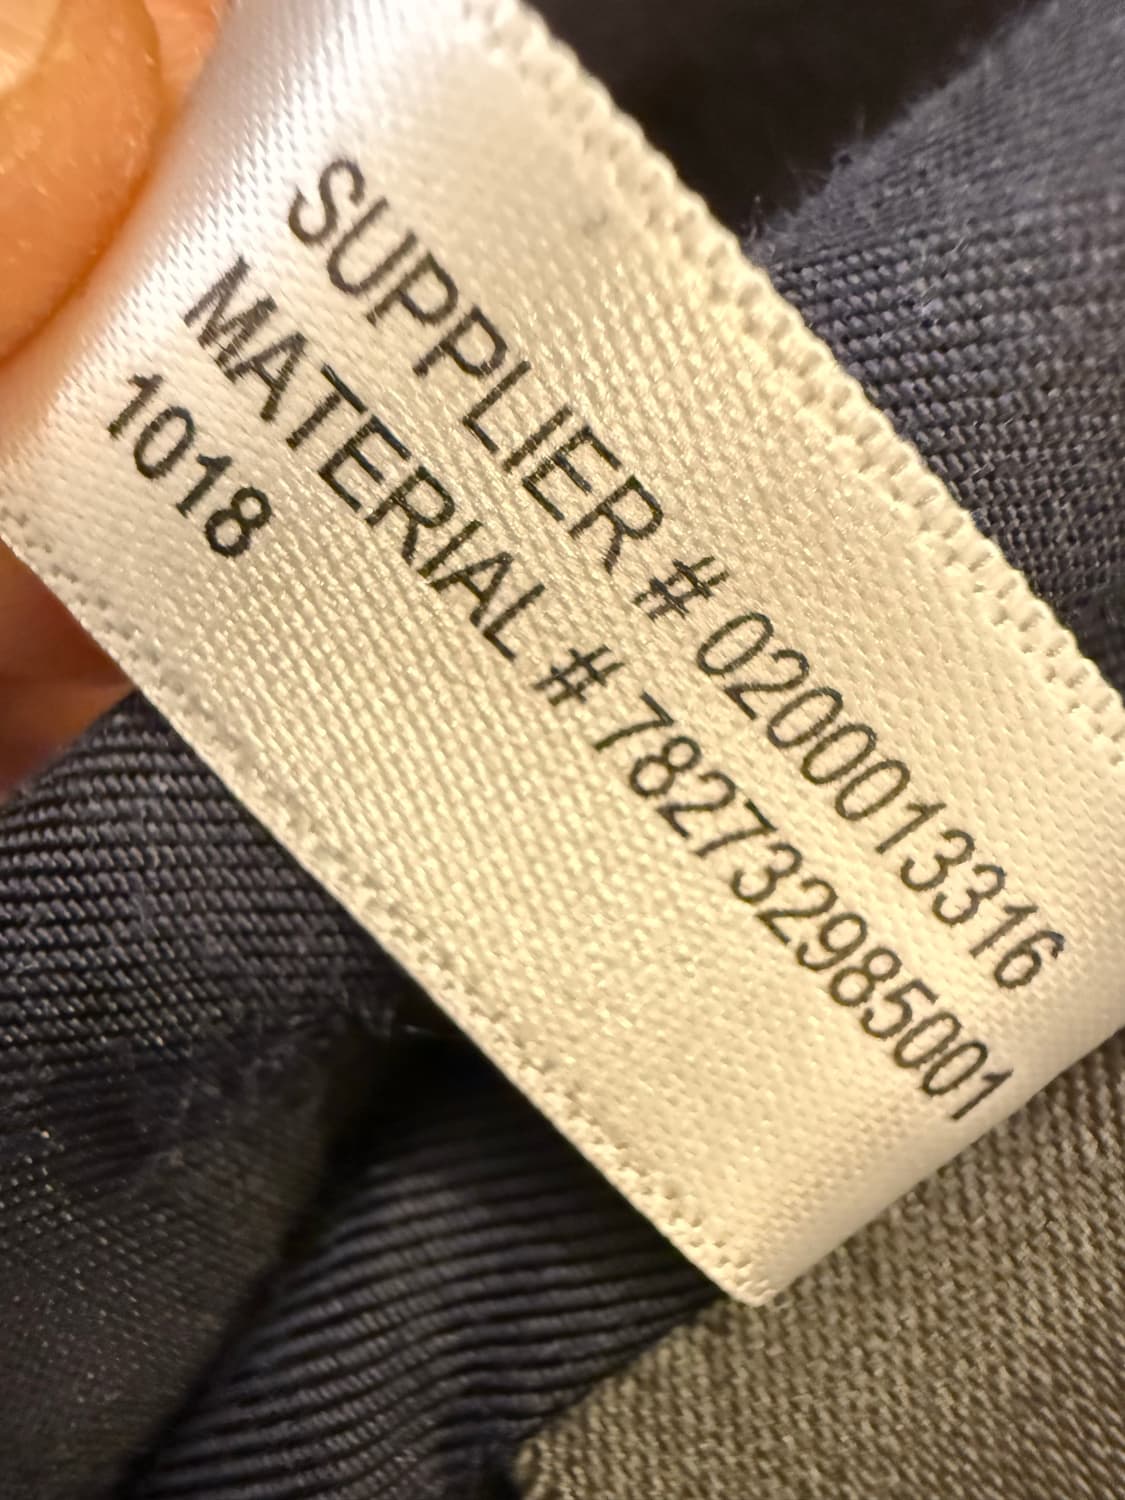 SUPPLIER # 0200013316
MATERIAL # 782732985001
1018